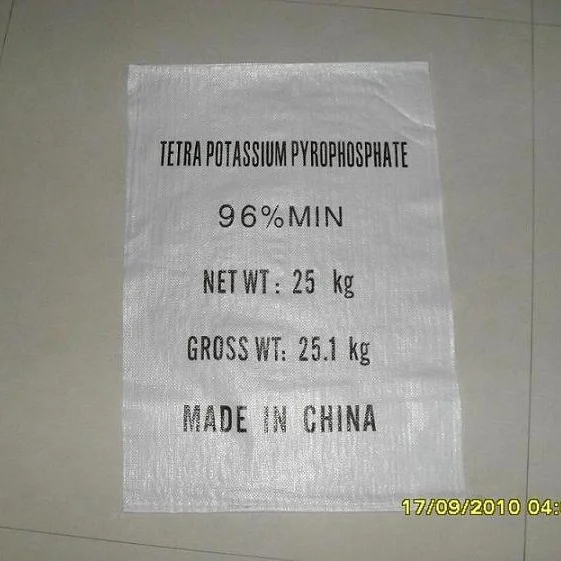 TETRA POTASSIUM PYROPHOSPHATE
96%MIN
NET WT: 25 kg
GROSS WT: 25.1 kg
MADE IN CHINA
17/09/2010 04: